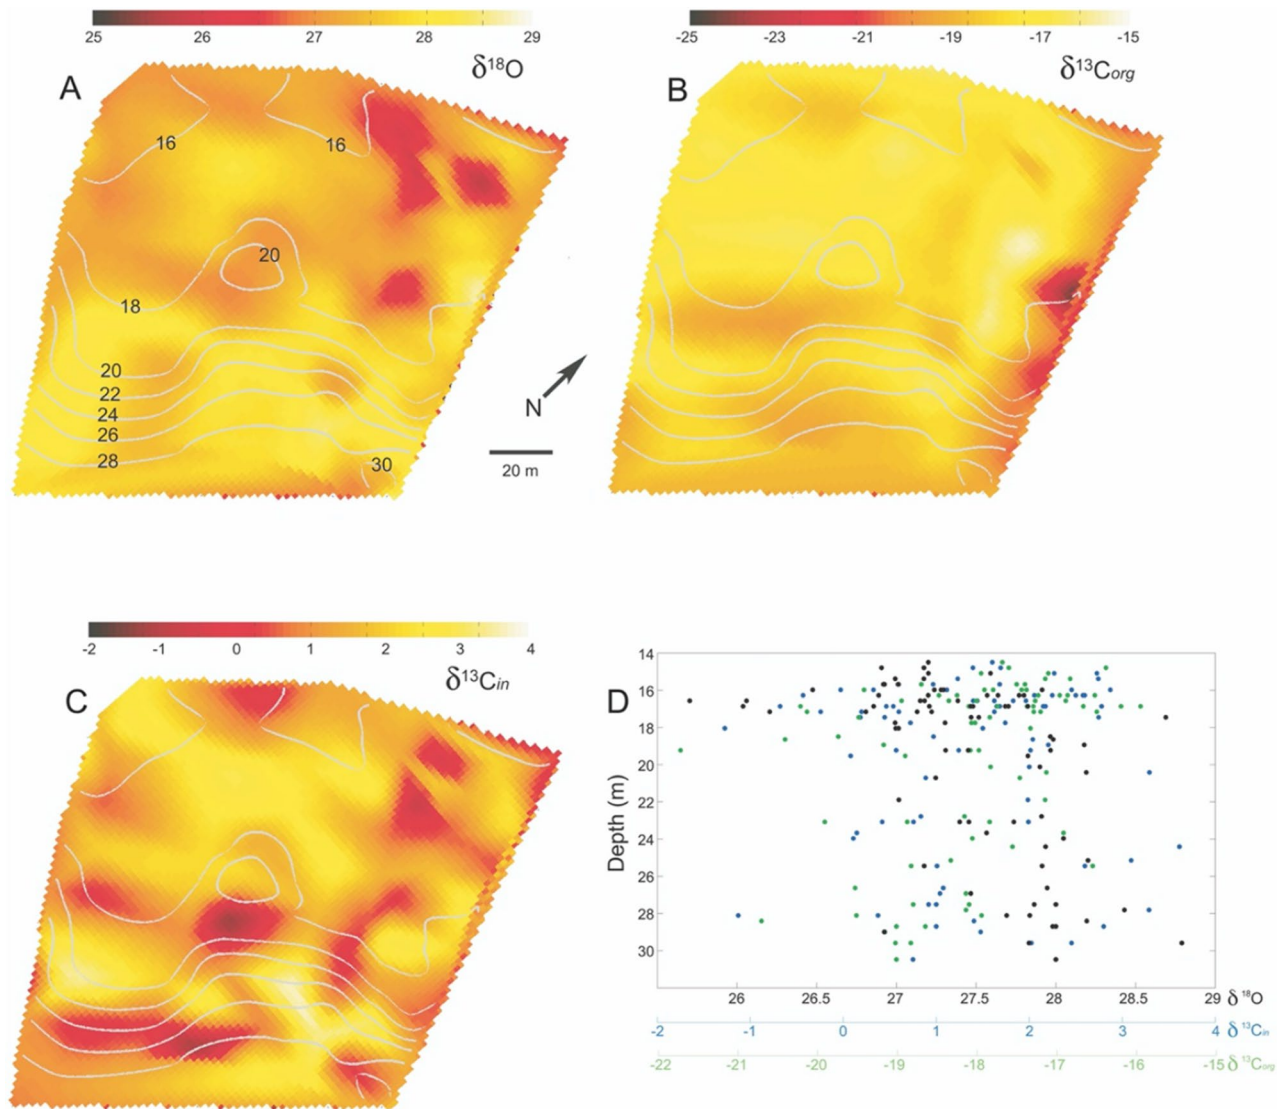 25 26 27 28 29
δ18O
A
16
16
20
18
20
22
24
26
28
30
N
20 m
-25 -23 -21 -19 -17 -15
δ13Corg
B
-2 -1 0 1 2 3 4
δ13Cin
C
D
14
16
18
20
22
24
26
28
30
Depth (m)
26 26.5 27 27.5 28 28.5 29 δ18O
-2 -1 0 1 2 3 4 δ13Cin
-22 -21 -20 -19 -18 -17 -16 -15 δ13Corg